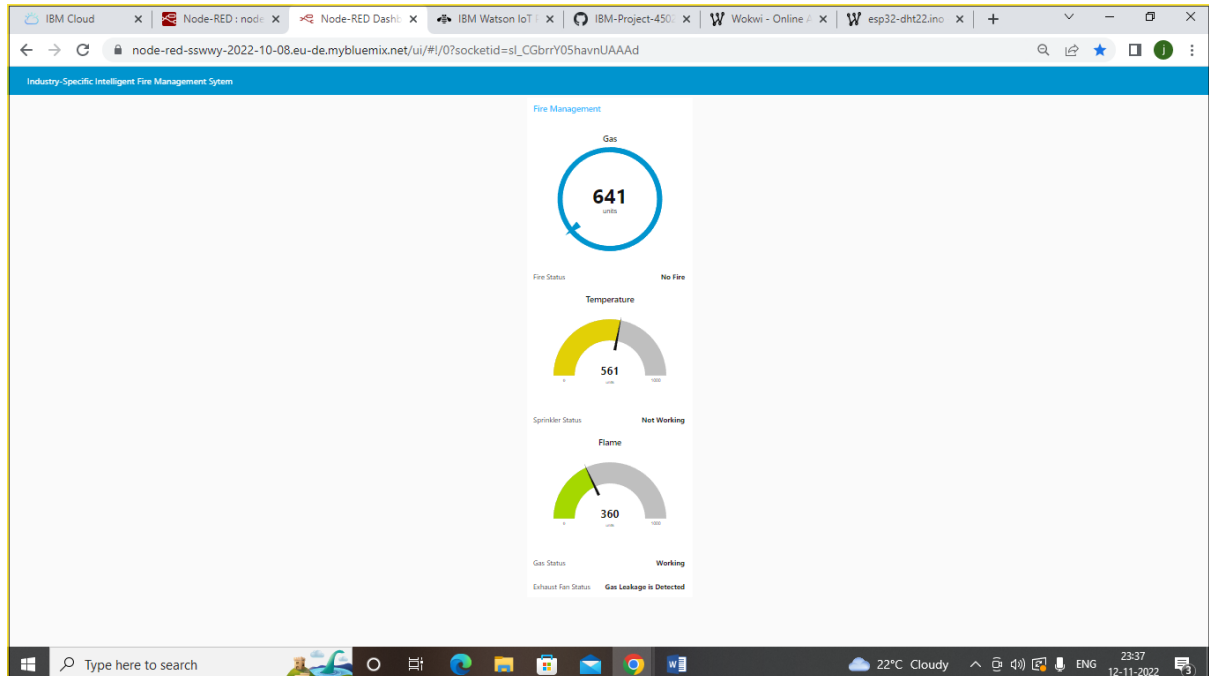 IBM Cloud
Node-RED : node
Node-RED Dashb
IBM Watson IoT
IBM-Project-450
Wokwi - Online
esp32-dht22.ino
node-red-sswwy-2022-10-08.eu-de.mybluemix.net/ui/#!/0?socketid=sl_CGbrrY05havnUAAAd
j
Industry-Specific Intelligent Fire Management Sytem
Fire Management
Gas
641
units
Fire Status No Fire
Temperature
561
0 units 1000
Sprinkler Status Not Working
Flame
360
0 units 1000
Gas Status Working
Exhaust Fan Status Gas Leakage is Detected
Type here to search
22°C Cloudy
ENG
23:37
12-11-2022
3